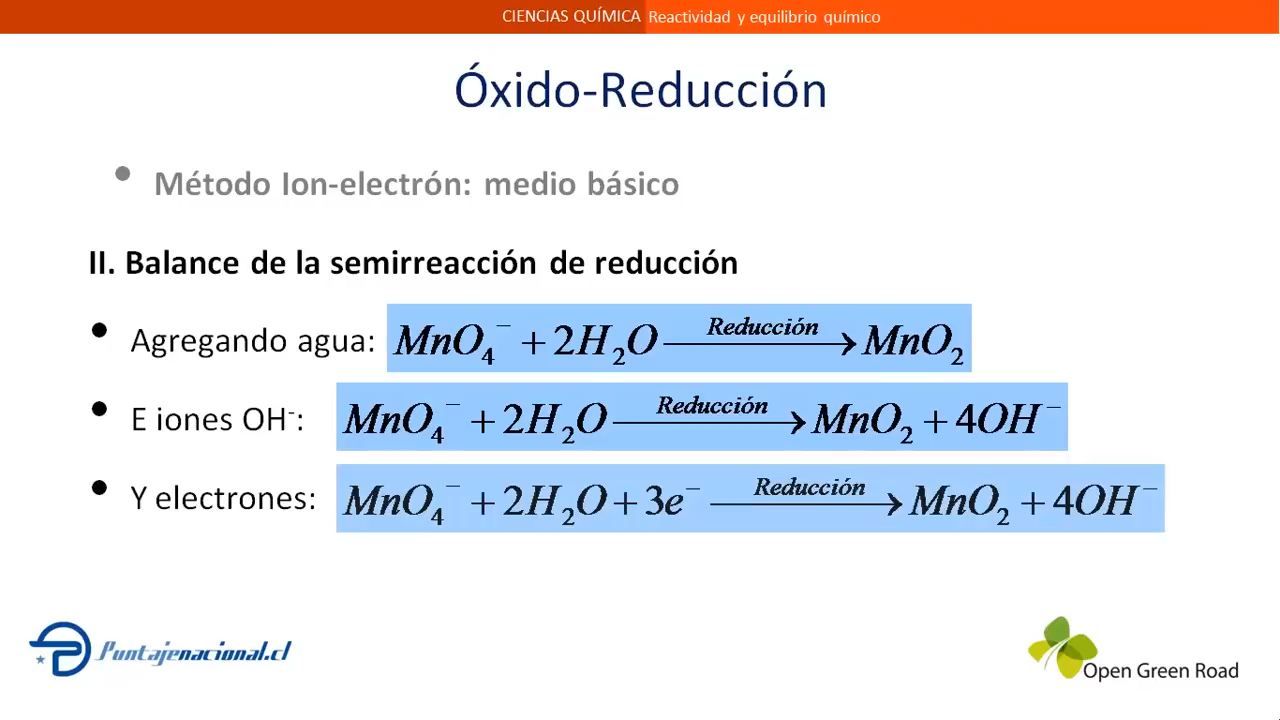 CIENCIAS QUÍMICA Reactividad y equilibrio químico
Óxido-Reducción
• Método Ion-electrón: medio básico
II. Balance de la semirreacción de reducción
• Agregando agua: MnO₄⁻ + 2H₂O —Reducción→ MnO₂
• E iones OH⁻: MnO₄⁻ + 2H₂O —Reducción→ MnO₂ + 4OH⁻
• Y electrones: MnO₄⁻ + 2H₂O + 3e⁻ —Reducción→ MnO₂ + 4OH⁻
Puntajenacional.cl
Open Green Road